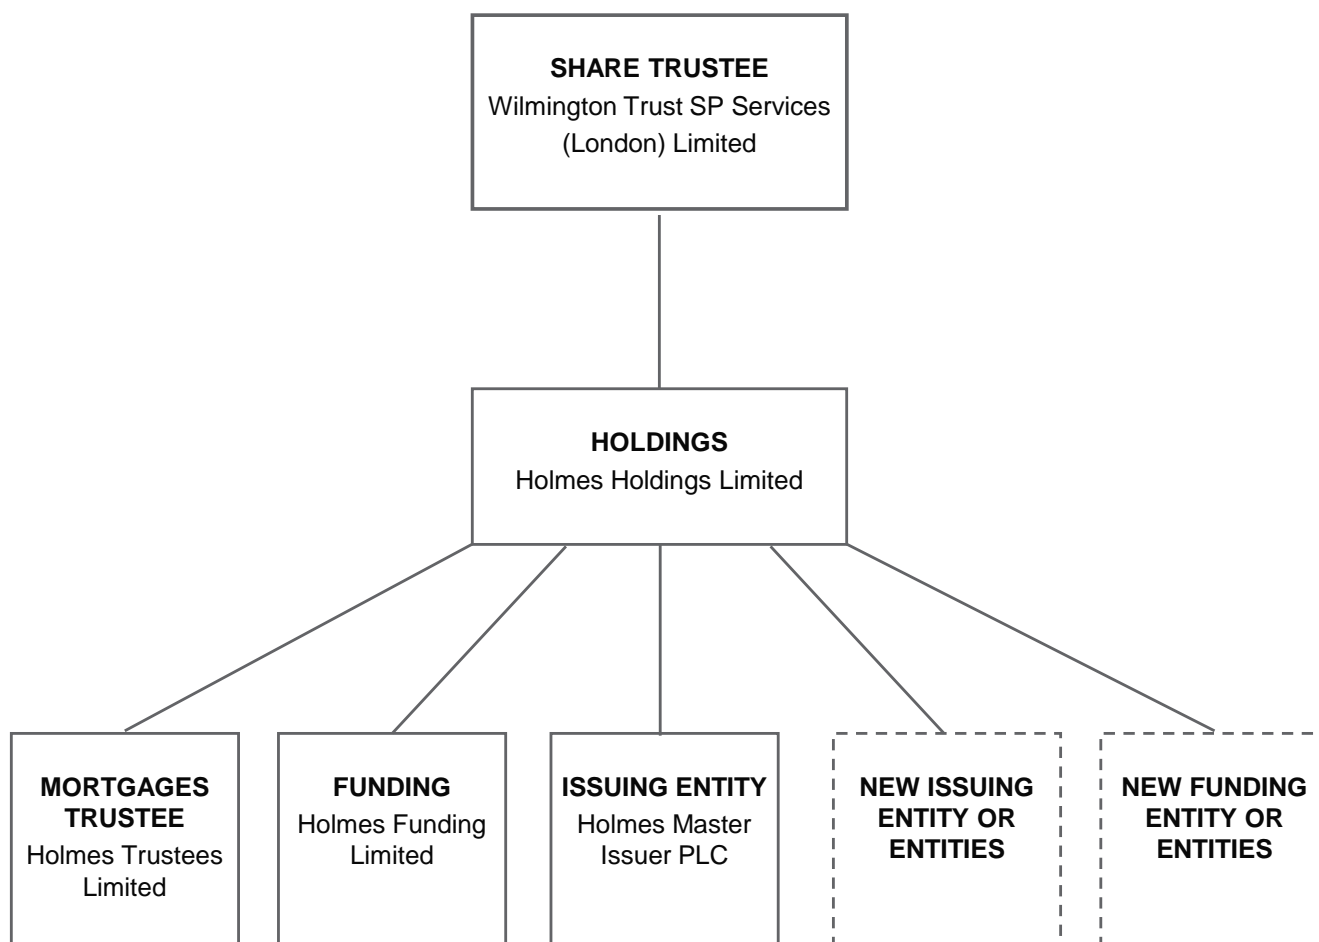 SHARE TRUSTEE
Wilmington Trust SP Services
(London) Limited
HOLDINGS
Holmes Holdings Limited
MORTGAGES
TRUSTEE
Holmes Trustees
Limited
FUNDING
Holmes Funding
Limited
ISSUING ENTITY
Holmes Master
Issuer PLC
NEW ISSUING
ENTITY OR
ENTITIES
NEW FUNDING
ENTITY OR
ENTITIES